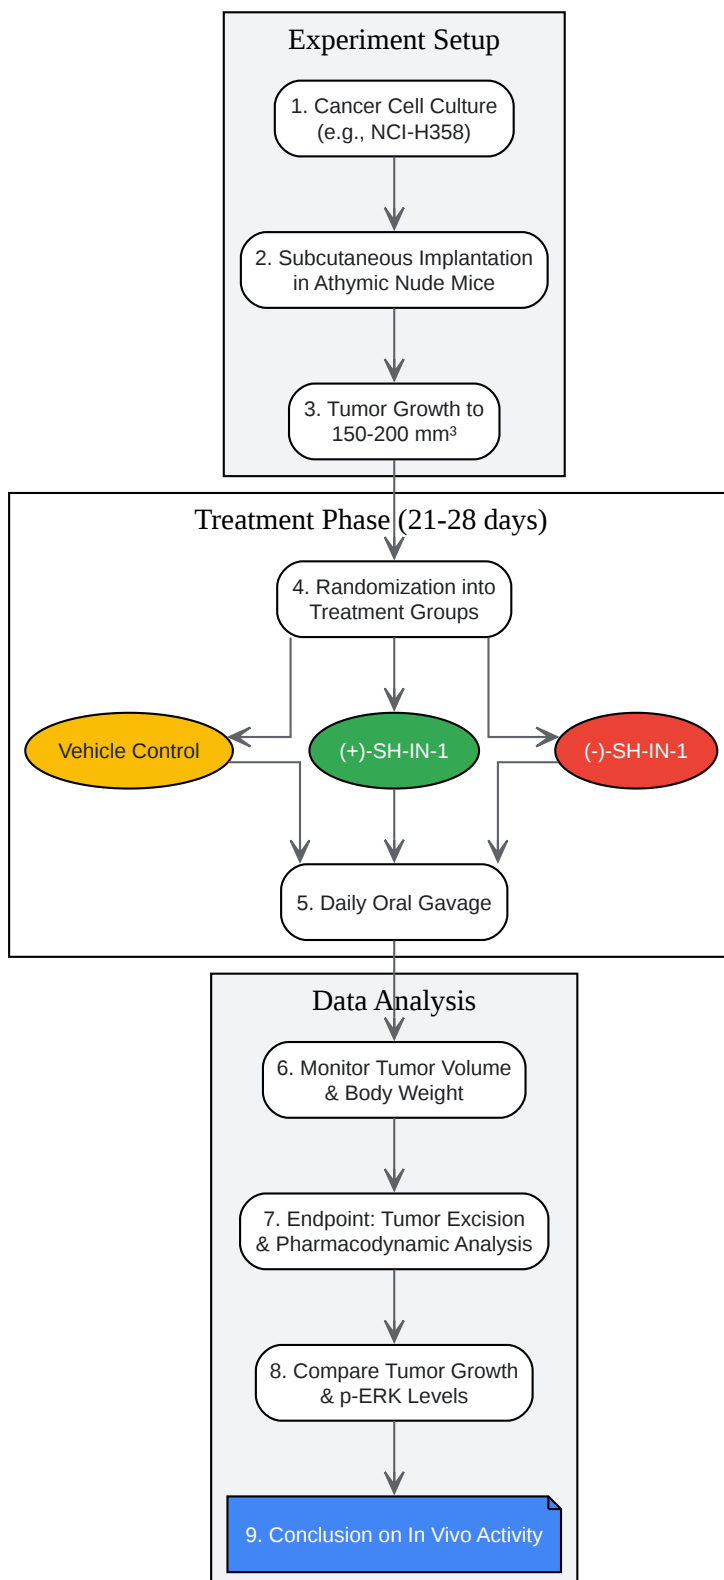 Experiment Setup
1. Cancer Cell Culture
(e.g., NCI-H358)
2. Subcutaneous Implantation
in Athymic Nude Mice
3. Tumor Growth to
150-200 mm³
Treatment Phase (21-28 days)
4. Randomization into
Treatment Groups
Vehicle Control
(+)-SH-IN-1
(-)-SH-IN-1
5. Daily Oral Gavage
Data Analysis
6. Monitor Tumor Volume
& Body Weight
7. Endpoint: Tumor Excision
& Pharmacodynamic Analysis
8. Compare Tumor Growth
& p-ERK Levels
9. Conclusion on In Vivo Activity